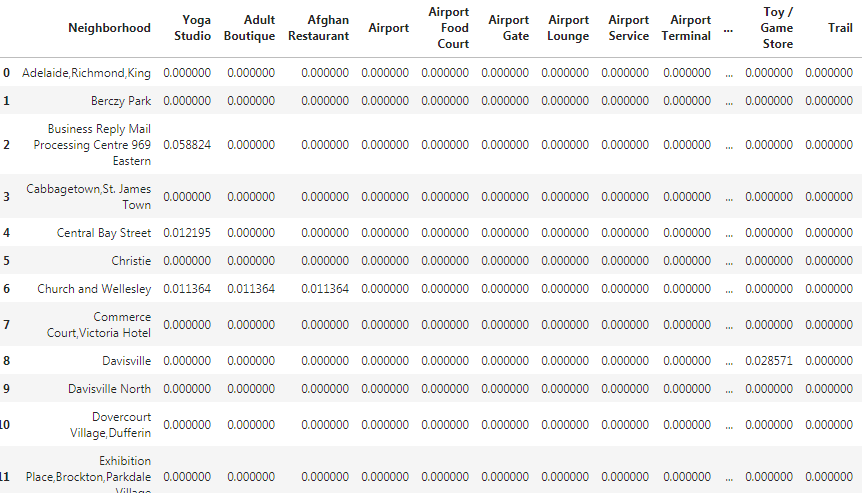 Neighborhood Yoga Studio Adult Boutique Afghan Restaurant Airport Airport Food Court Airport Gate Airport Lounge Airport Service Airport Terminal ... Toy / Game Store Trail
0 Adelaide,Richmond,King 0.000000 0.000000 0.000000 0.000000 0.000000 0.000000 0.000000 0.000000 0.000000 ... 0.000000 0.000000
1 Berczy Park 0.000000 0.000000 0.000000 0.000000 0.000000 0.000000 0.000000 0.000000 0.000000 ... 0.000000 0.000000
2 Business Reply Mail Processing Centre 969 Eastern 0.058824 0.000000 0.000000 0.000000 0.000000 0.000000 0.000000 0.000000 0.000000 ... 0.000000 0.000000
3 Cabbagetown,St. James Town 0.000000 0.000000 0.000000 0.000000 0.000000 0.000000 0.000000 0.000000 0.000000 ... 0.000000 0.000000
4 Central Bay Street 0.012195 0.000000 0.000000 0.000000 0.000000 0.000000 0.000000 0.000000 0.000000 ... 0.000000 0.000000
5 Christie 0.000000 0.000000 0.000000 0.000000 0.000000 0.000000 0.000000 0.000000 0.000000 ... 0.000000 0.000000
6 Church and Wellesley 0.011364 0.011364 0.011364 0.000000 0.000000 0.000000 0.000000 0.000000 0.000000 ... 0.000000 0.000000
7 Commerce Court,Victoria Hotel 0.000000 0.000000 0.000000 0.000000 0.000000 0.000000 0.000000 0.000000 0.000000 ... 0.000000 0.000000
8 Davisville 0.000000 0.000000 0.000000 0.000000 0.000000 0.000000 0.000000 0.000000 0.000000 ... 0.028571 0.000000
9 Davisville North 0.000000 0.000000 0.000000 0.000000 0.000000 0.000000 0.000000 0.000000 0.000000 ... 0.000000 0.000000
10 Dovercourt Village,Dufferin 0.000000 0.000000 0.000000 0.000000 0.000000 0.000000 0.000000 0.000000 0.000000 ... 0.000000 0.000000
11 Exhibition Place,Brockton,Parkdale Village 0.000000 0.000000 0.000000 0.000000 0.000000 0.000000 0.000000 0.000000 0.000000 ... 0.000000 0.000000